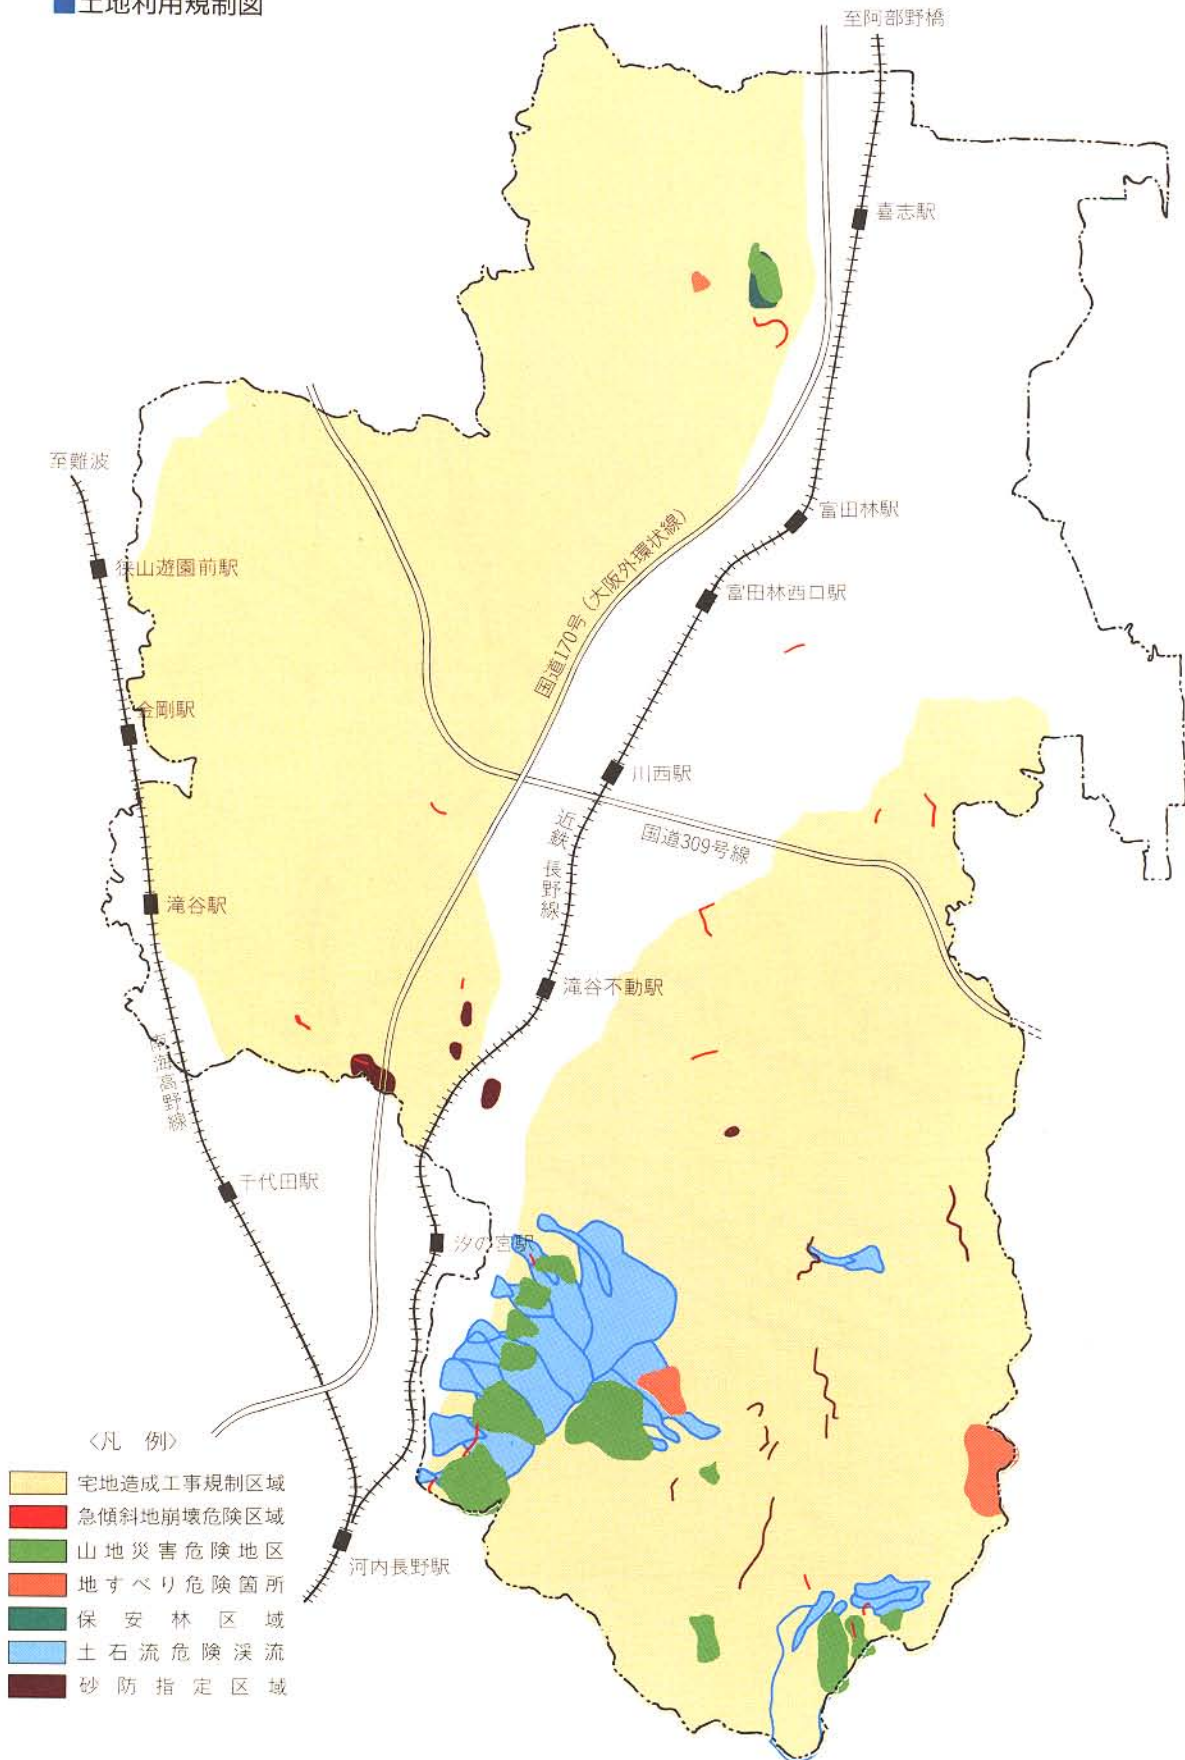 ■土地利用規制図
至阿部野橋
喜志駅
至難波
富田林駅
狭山遊園前駅
富田林西口駅
国道170号(大阪外環状線)
金剛駅
川西駅
近鉄長野線
国道309号線
滝谷駅
滝谷不動駅
南海高野線
千代田駅
汐の宮駅
〈凡 例〉
宅地造成工事規制区域
急傾斜地崩壊危険区域
山地災害危険地区
地すべり危険箇所
保安林区域
土石流危険渓流
砂防指定区域
河内長野駅